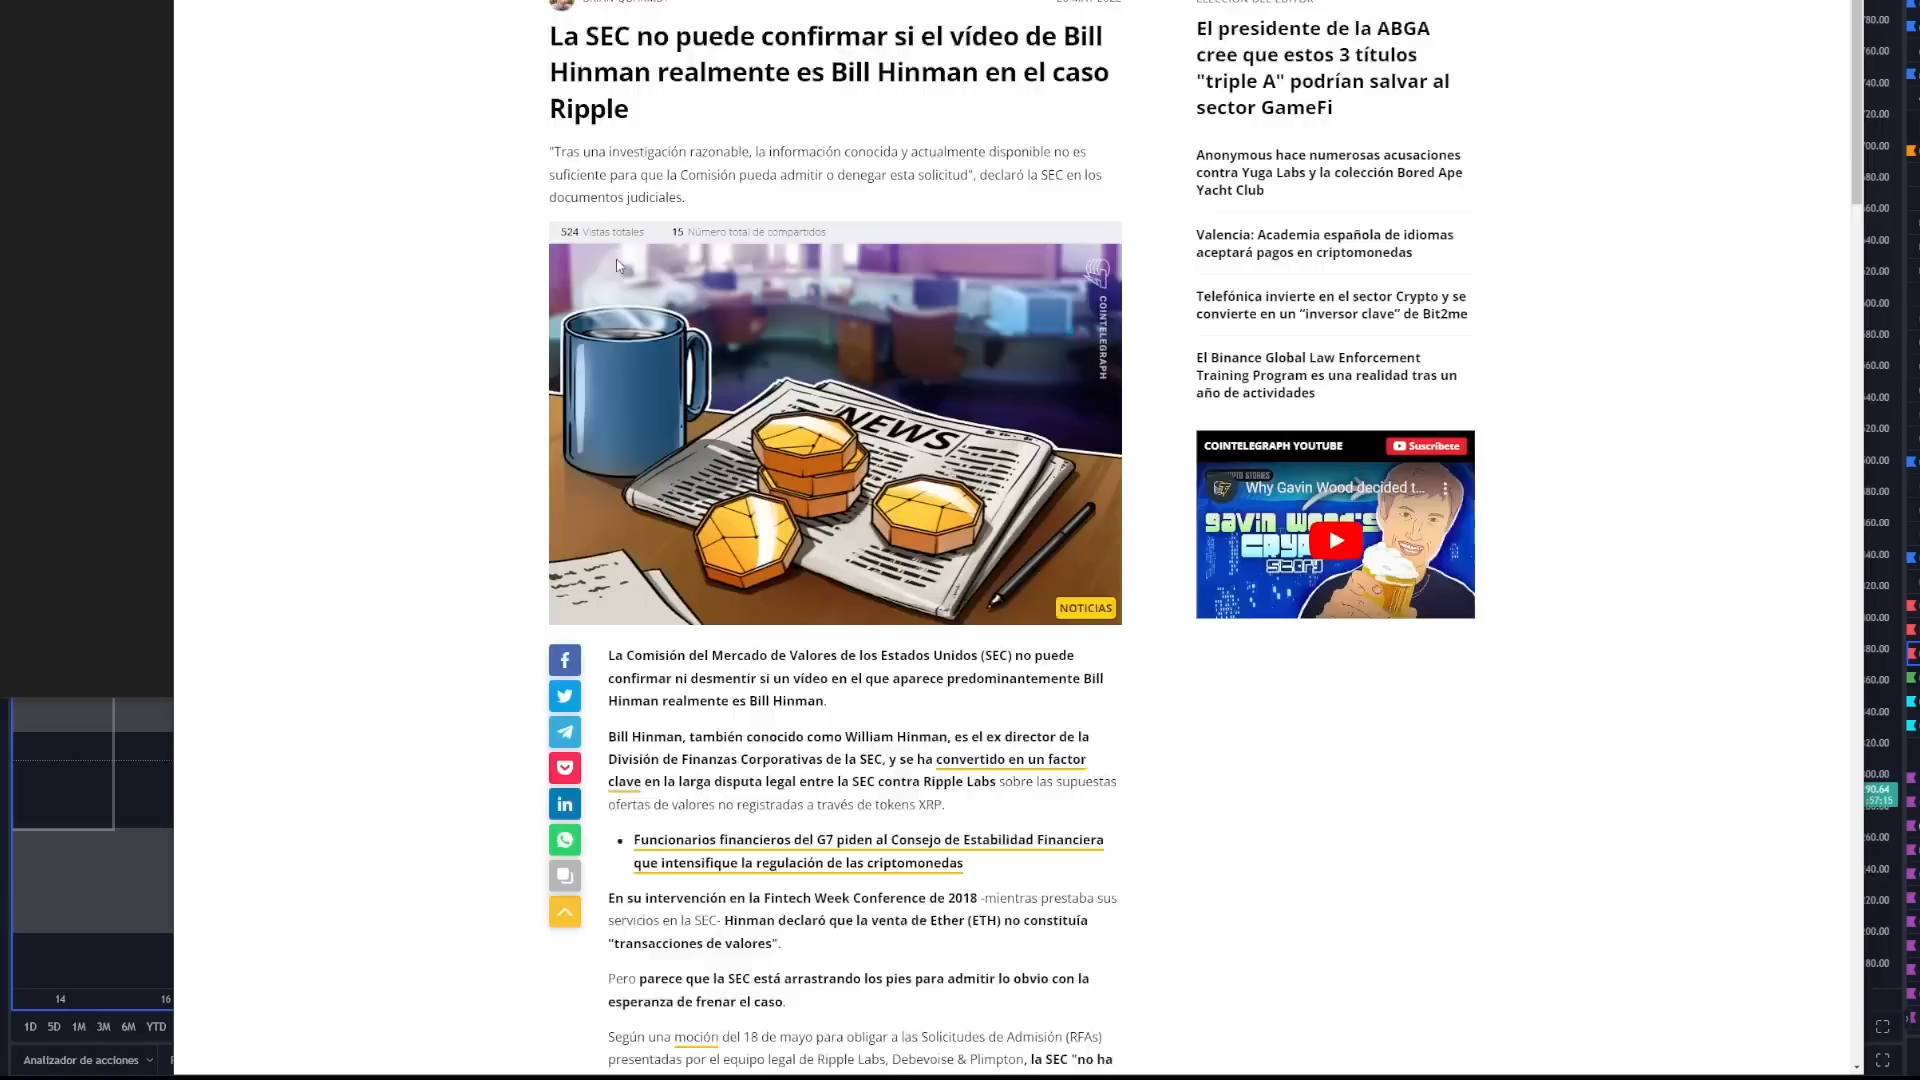 La SEC no puede confirmar si el vídeo de Bill
Hinman realmente es Bill Hinman en el caso
Ripple
"Tras una investigación razonable, la información conocida y actualmente disponible no es
suficiente para que la Comisión pueda admitir o denegar esta solicitud", declaró la SEC en los
documentos judiciales.
524 Vistas totales 15 Número total de compartidos
COINTELEGRAPH
NEWS
NOTICIAS
La Comisión del Mercado de Valores de los Estados Unidos (SEC) no puede
confirmar ni desmentir si un vídeo en el que aparece predominantemente Bill
Hinman realmente es Bill Hinman.
Bill Hinman, también conocido como William Hinman, es el ex director de la
División de Finanzas Corporativas de la SEC, y se ha convertido en un factor
clave en la larga disputa legal entre la SEC contra Ripple Labs sobre las supuestas
ofertas de valores no registradas a través de tokens XRP.
Funcionarios financieros del G7 piden al Consejo de Estabilidad Financiera
que intensifique la regulación de las criptomonedas
En su intervención en la Fintech Week Conference de 2018 -mientras prestaba sus
servicios en la SEC- Hinman declaró que la venta de Ether (ETH) no constituía
"transacciones de valores".
Pero parece que la SEC está arrastrando los pies para admitir lo obvio con la
esperanza de frenar el caso.
Según una moción del 18 de mayo para obligar a las Solicitudes de Admisión (RFAs)
presentadas por el equipo legal de Ripple Labs, Debevoise & Plimpton, la SEC "no ha
El presidente de la ABGA
cree que estos 3 títulos
"triple A" podrían salvar al
sector GameFi
Anonymous hace numerosas acusaciones
contra Yuga Labs y la colección Bored Ape
Yacht Club
Valencia: Academia española de idiomas
aceptará pagos en criptomonedas
Telefónica invierte en el sector Crypto y se
convierte en un “inversor clave” de Bit2me
El Binance Global Law Enforcement
Training Program es una realidad tras un
año de actividades
COINTELEGRAPH YOUTUBE Suscríbete
Why Gavin Wood decided t...
GAVIN WOOD'S
CRYPTO
STORY
14 16
1D 5D 1M 3M 6M YTD
Analizador de acciones
90.64
:57:15